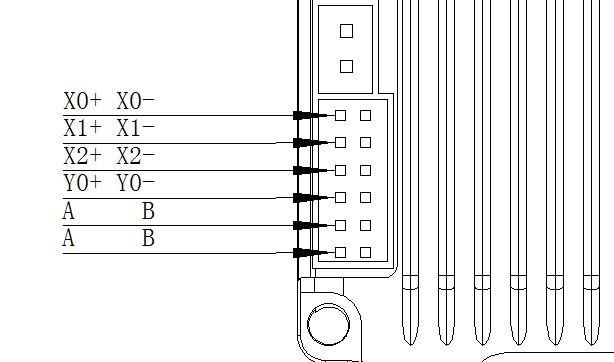 X0+ X0-
X1+ X1-
X2+ X2-
Y0+ Y0-
A B
A B